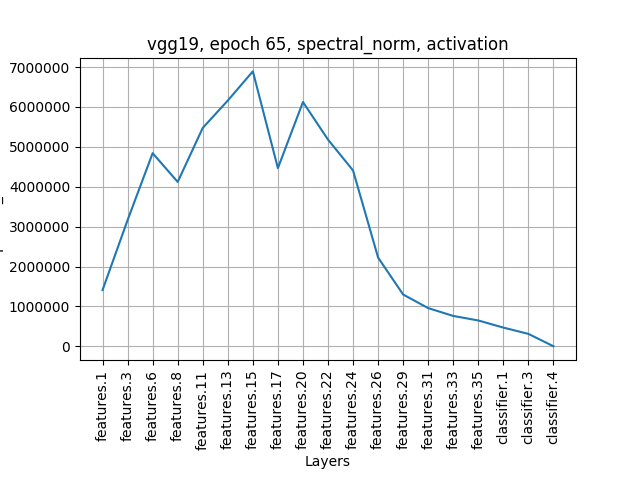 vgg19, epoch 65, spectral_norm, activation
7000000
6000000
5000000
4000000
3000000
2000000
1000000
0
features.1
features.3
features.6
features.8
features.11
features.13
features.15
features.17
features.20
features.22
features.24
features.26
features.29
features.31
features.33
features.35
classifier.1
classifier.3
classifier.4
Layers